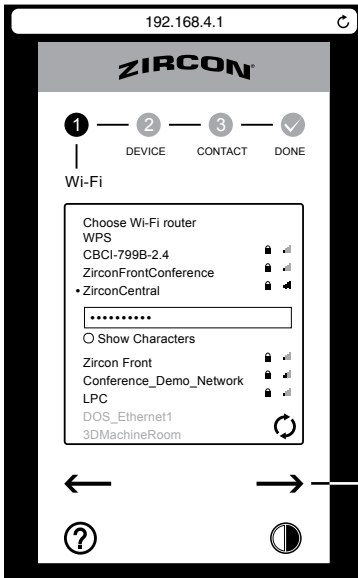 192.168.4.1
ZIRCON®
1 2 3
DEVICE CONTACT DONE
Wi-Fi
Choose Wi-Fi router
WPS
CBCI-799B-2.4
ZirconFrontConference
• ZirconCentral
••••••••••
Show Characters
Zircon Front
Conference_Demo_Network
LPC
DOS_Ethernet1
3DMachineRoom
?